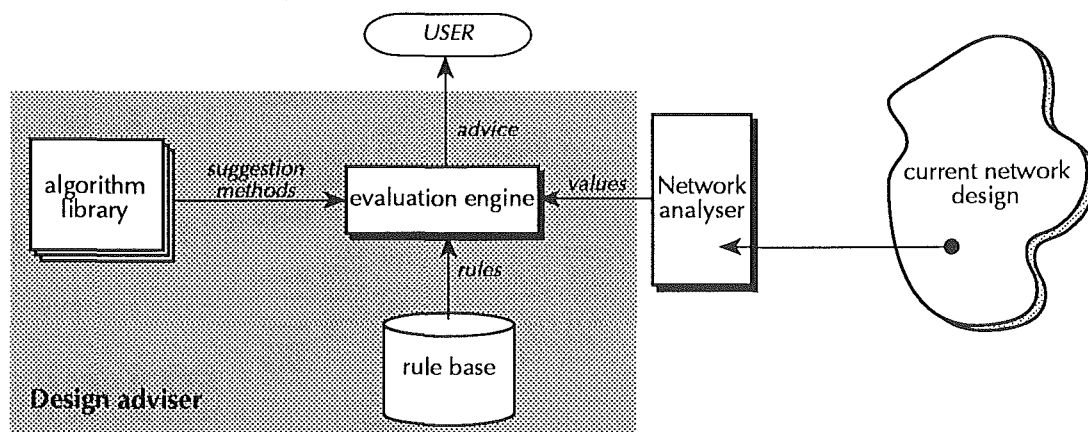 USER
advice
algorithm
library
suggestion
methods
evaluation engine
values
Network
analyser
current network
design
rules
rule base
Design adviser